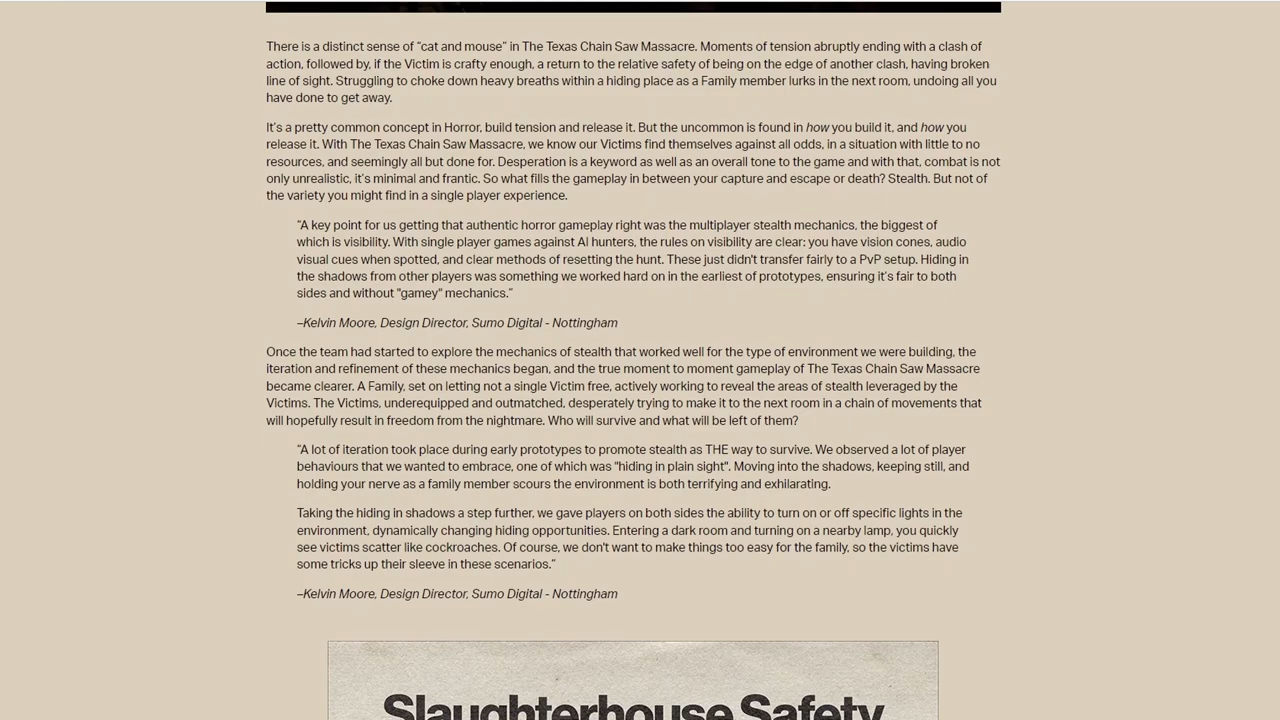 There is a distinct sense of “cat and mouse” in The Texas Chain Saw Massacre. Moments of tension abruptly ending with a clash of
action, followed by, if the Victim is crafty enough, a return to the relative safety of being on the edge of another clash, having broken
line of sight. Struggling to choke down heavy breaths within a hiding place as a Family member lurks in the next room, undoing all you
have done to get away.
It’s a pretty common concept in Horror, build tension and release it. But the uncommon is found in how you build it, and how you
release it. With The Texas Chain Saw Massacre, we know our Victims find themselves against all odds, in a situation with little to no
resources, and seemingly all but done for. Desperation is a keyword as well as an overall tone to the game and with that, combat is not
only unrealistic, it’s minimal and frantic. So what fills the gameplay in between your capture and escape or death? Stealth. But not of
the variety you might find in a single player experience.
“A key point for us getting that authentic horror gameplay right was the multiplayer stealth mechanics, the biggest of
which is visibility. With single player games against AI hunters, the rules on visibility are clear: you have vision cones, audio
visual cues when spotted, and clear methods of resetting the hunt. These just didn't transfer fairly to a PvP setup. Hiding in
the shadows from other players was something we worked hard on in the earliest of prototypes, ensuring it’s fair to both
sides and without "gamey" mechanics.”
–Kelvin Moore, Design Director, Sumo Digital - Nottingham
Once the team had started to explore the mechanics of stealth that worked well for the type of environment we were building, the
iteration and refinement of these mechanics began, and the true moment to moment gameplay of The Texas Chain Saw Massacre
became clearer. A Family, set on letting not a single Victim free, actively working to reveal the areas of stealth leveraged by the
Victims. The Victims, underequipped and outmatched, desperately trying to make it to the next room in a chain of movements that
will hopefully result in freedom from the nightmare. Who will survive and what will be left of them?
“A lot of iteration took place during early prototypes to promote stealth as THE way to survive. We observed a lot of player
behaviours that we wanted to embrace, one of which was "hiding in plain sight". Moving into the shadows, keeping still, and
holding your nerve as a family member scours the environment is both terrifying and exhilarating.
Taking the hiding in shadows a step further, we gave players on both sides the ability to turn on or off specific lights in the
environment, dynamically changing hiding opportunities. Entering a dark room and turning on a nearby lamp, you quickly
see victims scatter like cockroaches. Of course, we don't want to make things too easy for the family, so the victims have
some tricks up their sleeve in these scenarios.”
–Kelvin Moore, Design Director, Sumo Digital - Nottingham
Slaughterhouse Safety